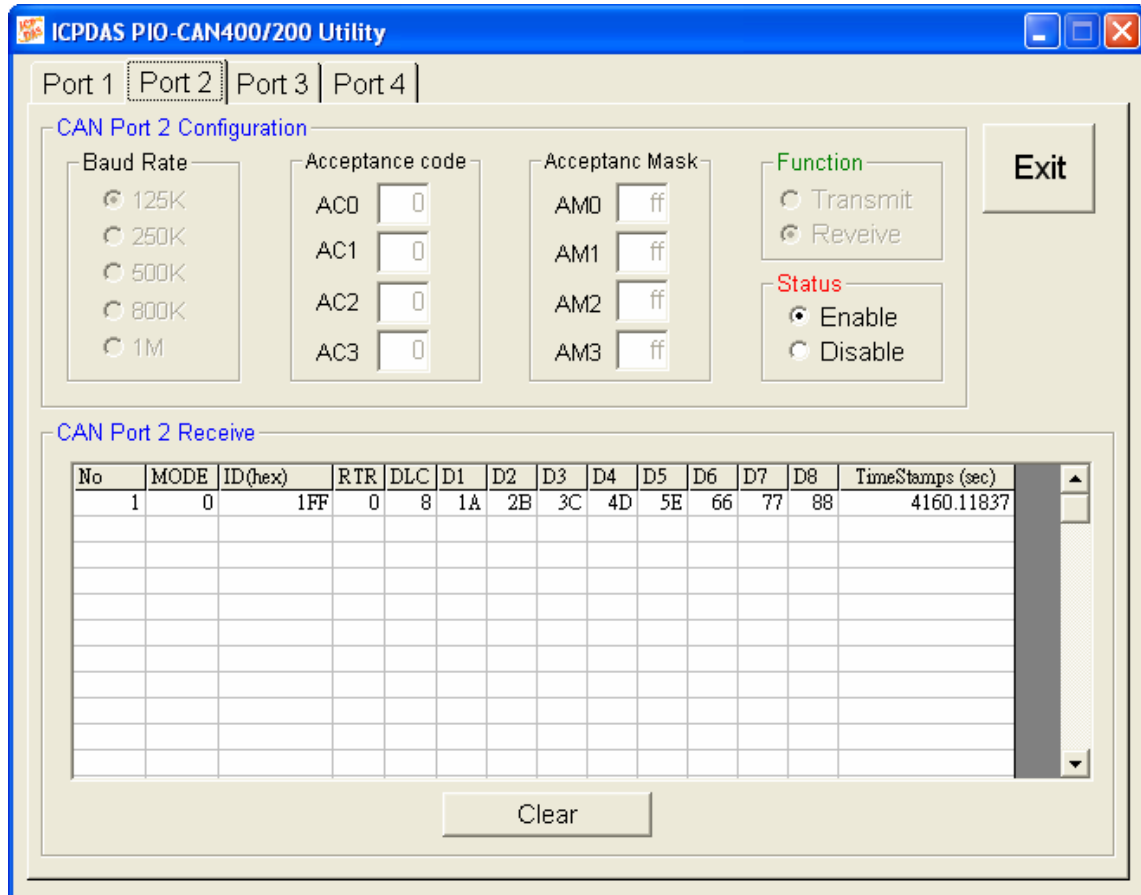 ICPDAS PIO-CAN400/200 Utility
Port 1 Port 2 Port 3 Port 4
CAN Port 2 Configuration
Baud Rate
125K
250K
500K
800K
1M
Acceptance code
AC0 0
AC1 0
AC2 0
AC3 0
Acceptanc Mask
AM0 ff
AM1 ff
AM2 ff
AM3 ff
Function
Transmit
Reveive
Status
Enable
Disable
Exit
CAN Port 2 Receive
No MODE ID(hex) RTR DLC D1 D2 D3 D4 D5 D6 D7 D8 TimeStamps (sec)
1 0 1FF 0 8 1A 2B 3C 4D 5E 66 77 88 4160.11837
Clear